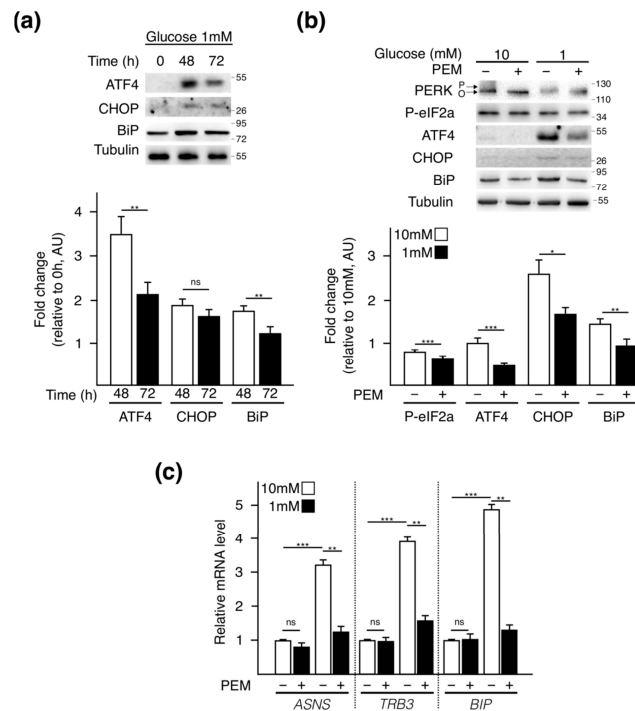 (a)
Glucose 1mM
Time (h) 0 48 72
ATF4
55
CHOP
26
BiP
95
72
Tubulin
55
Fold change
(relative to 0h, AU)
4
3
2
1
**
ns
**
Time (h) 48 72 48 72 48 72
ATF4 CHOP BiP
(b)
Glucose (mM) 10 1
PEM – + – +
PERK P O
130
110
P-eIF2a
34
ATF4
55
CHOP
26
BiP
95
72
Tubulin
55
10mM
1mM
Fold change
(relative to 10mM, AU)
3
2
1
***
***
*
**
PEM – + – + – + – +
P-eIF2a ATF4 CHOP BiP
(c)
10mM
1mM
Relative mRNA level
5
4
3
2
1
ns *** **
ns *** **
ns *** **
PEM – + – + – + – + – + – +
ASNS TRB3 BIP